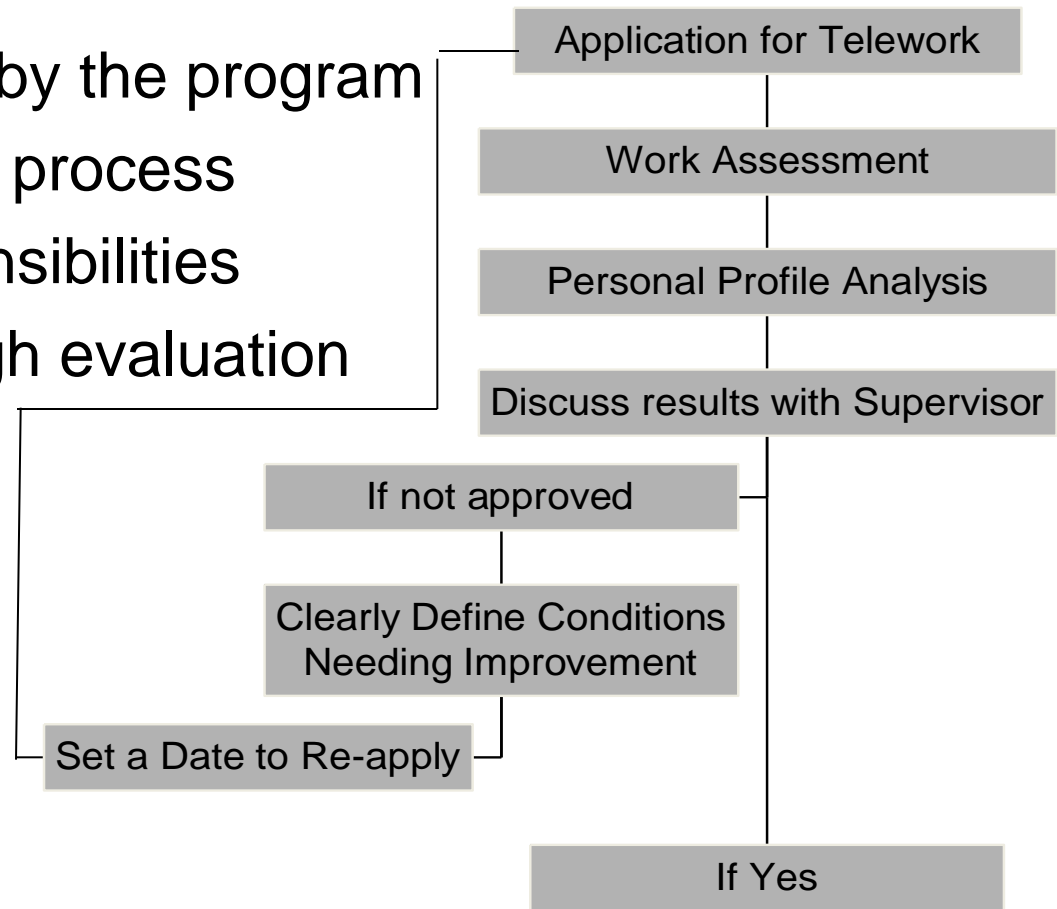 by the program
process
nsibilities
gh evaluation
Application for Telework
Work Assessment
Personal Profile Analysis
Discuss results with Supervisor
If not approved
Clearly Define Conditions
Needing Improvement
Set a Date to Re-apply
If Yes